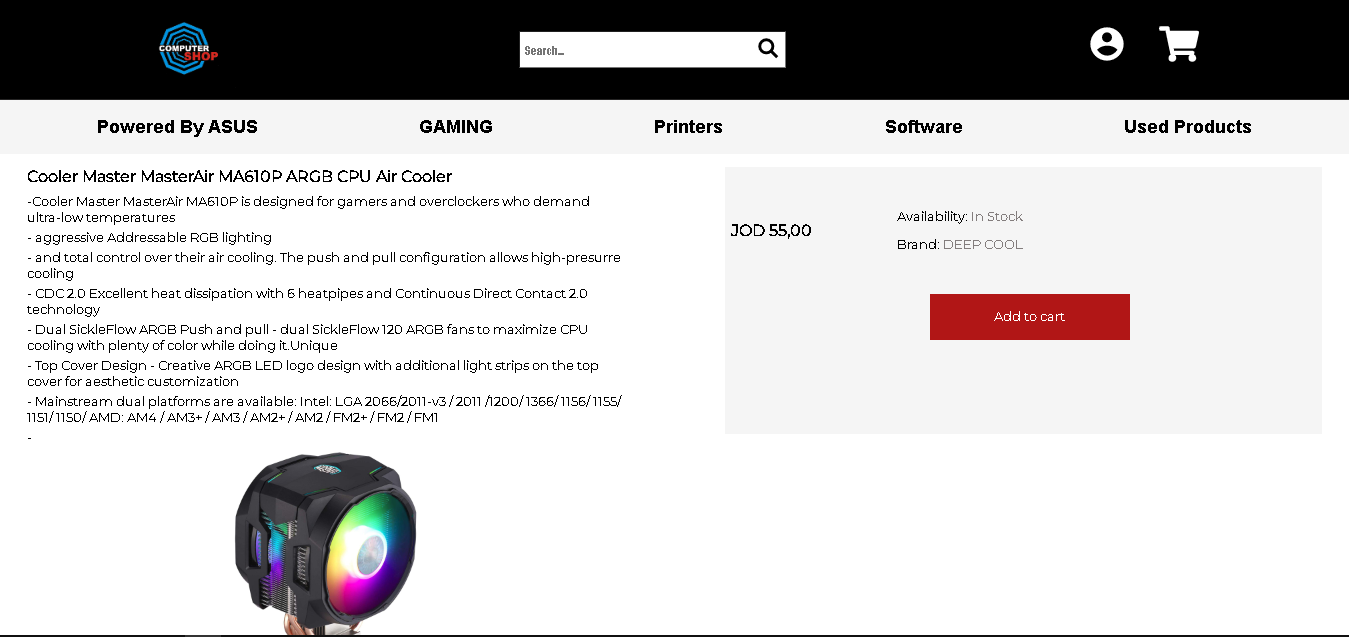 COMPUTER
SHOP
Search...
Powered By ASUS
GAMING
Printers
Software
Used Products
Cooler Master MasterAir MA610P ARGB CPU Air Cooler
-Cooler Master MasterAir MA610P is designed for gamers and overclockers who demand
ultra-low temperatures
- aggressive Addressable RGB lighting
- and total control over their air cooling. The push and pull configuration allows high-presurre
cooling
- CDC 2.0 Excellent heat dissipation with 6 heatpipes and Continuous Direct Contact 2.0
technology
- Dual SickleFlow ARGB Push and pull - dual SickleFlow 120 ARGB fans to maximize CPU
cooling with plenty of color while doing it.Unique
- Top Cover Design - Creative ARGB LED logo design with additional light strips on the top
cover for aesthetic customization
- Mainstream dual platforms are available: Intel: LGA 2066/2011-v3 / 2011 /1200/ 1366/ 1156/ 1155/
1151/ 1150/ AMD: AM4 / AM3+ / AM3 / AM2+ / AM2 / FM2+ / FM2 / FM1
-
JOD 55,00
Availability: In Stock
Brand: DEEP COOL
Add to cart